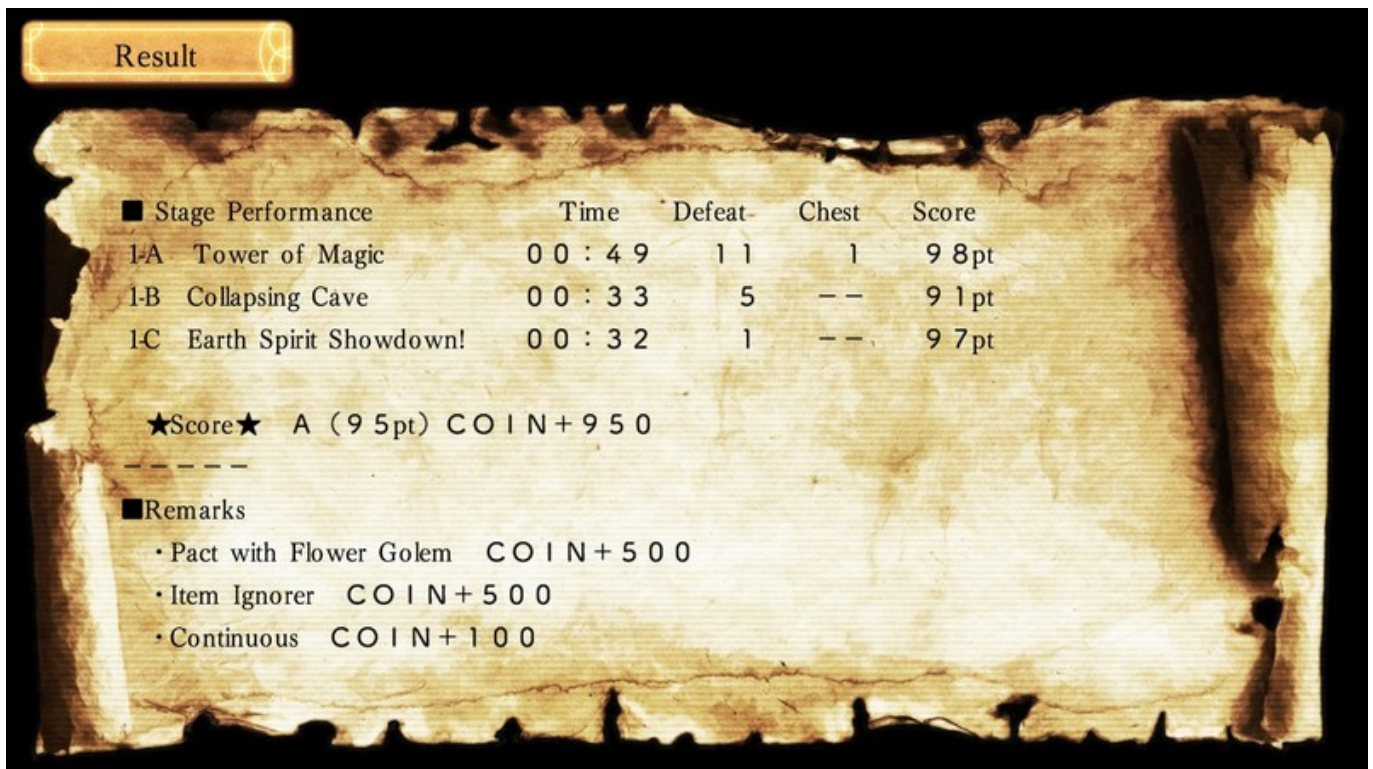 Result
■ Stage Performance Time Defeat Chest Score
1-A Tower of Magic 00:49 11 1 98pt
1-B Collapsing Cave 00:33 5 -- 91pt
1-C Earth Spirit Showdown! 00:32 1 -- 97pt
★Score★ A (95pt) COIN+950
-----
■Remarks
・Pact with Flower Golem COIN+500
・Item Ignorer COIN+500
・Continuous COIN+100